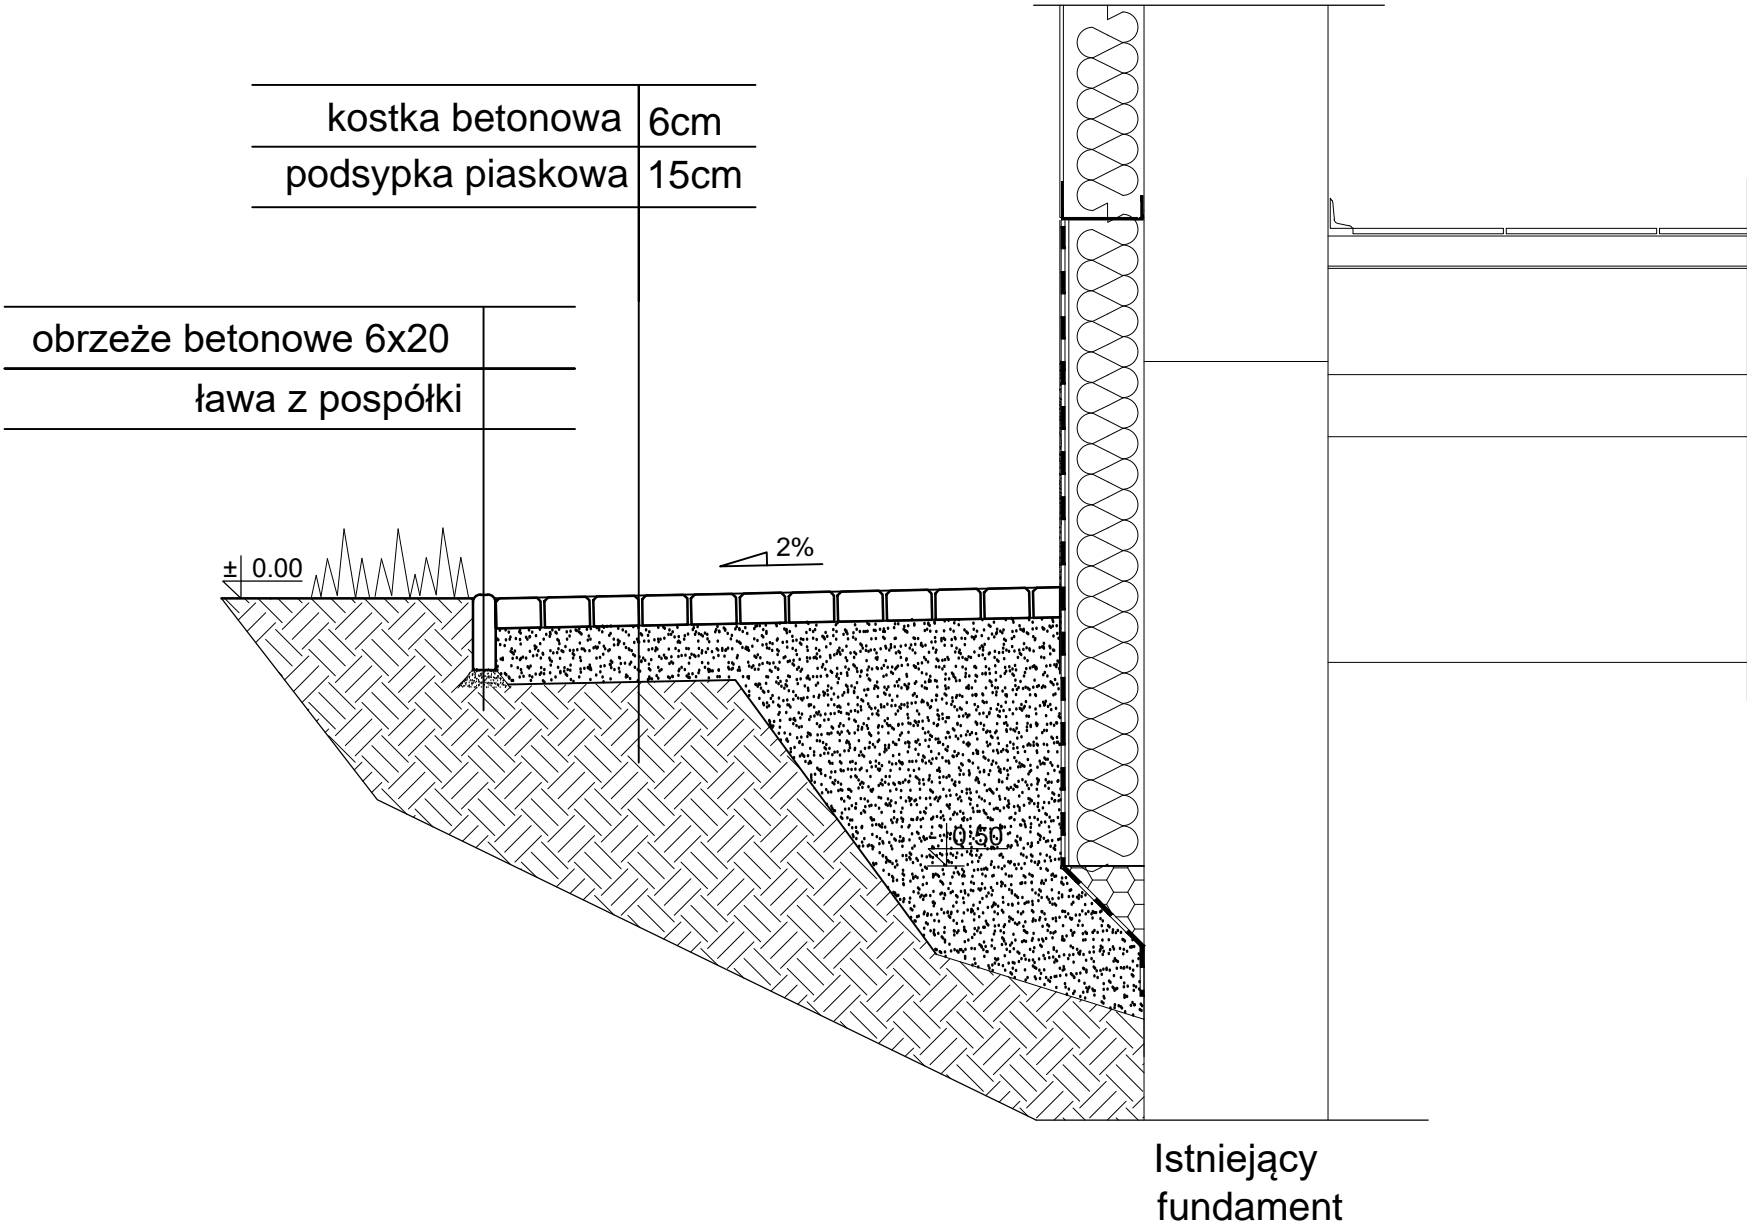 kostka betonowa 6cm
podsypka piaskowa 15cm
obrzeże betonowe 6x20
ława z pospółki
2%
± 0.00
- 0.50
Istniejący
fundament